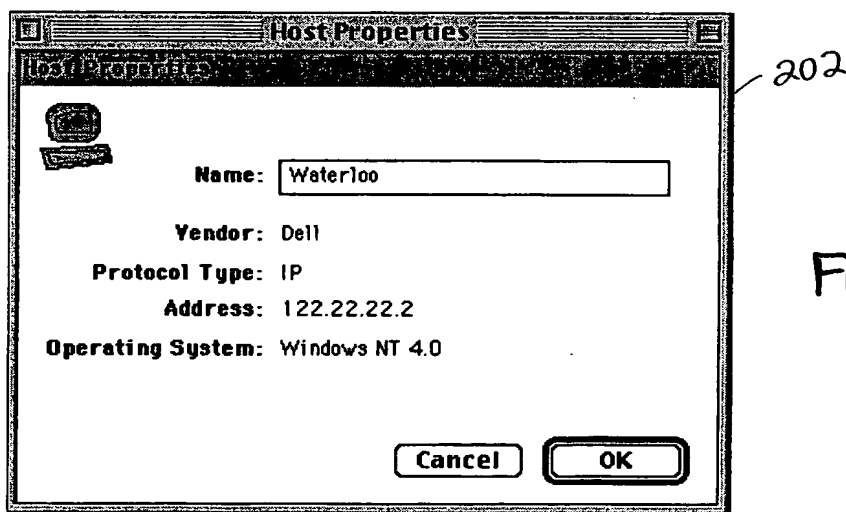 Host Properties
Host Properties
202
Name: Waterloo
Vendor: Dell
Protocol Type: IP
Address: 122.22.22.2
Operating System: Windows NT 4.0
Cancel OK